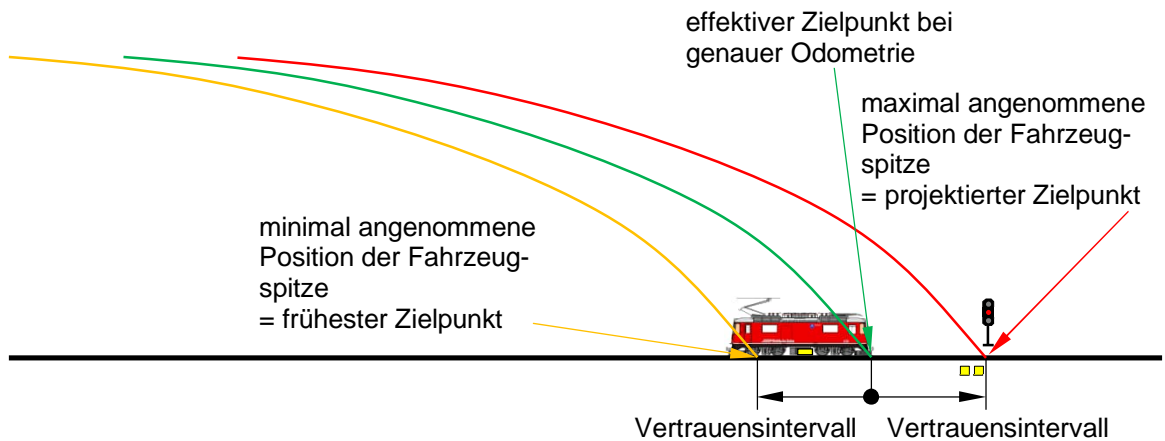 effektiver Zielpunkt bei
genauer Odometrie
maximal angenommene
Position der Fahrzeug-
spitze
= projektierter Zielpunkt
minimal angenommene
Position der Fahrzeug-
spitze
= frühester Zielpunkt
Vertrauensintervall
Vertrauensintervall